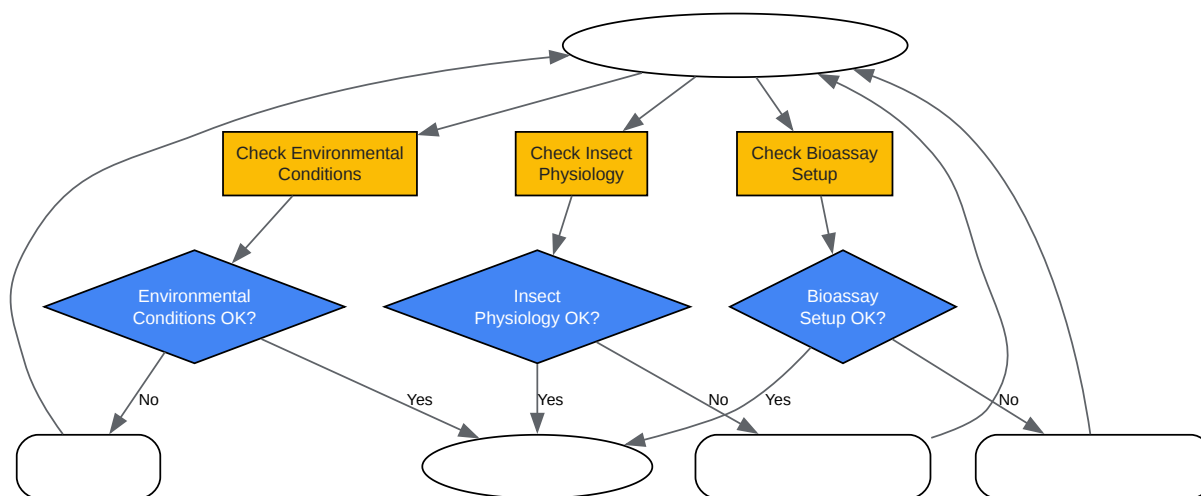 Check Environmental
Conditions
Check Insect
Physiology
Check Bioassay
Setup
Environmental
Conditions OK?
Insect
Physiology OK?
Bioassay
Setup OK?
No
Yes
Yes
No
Yes
No